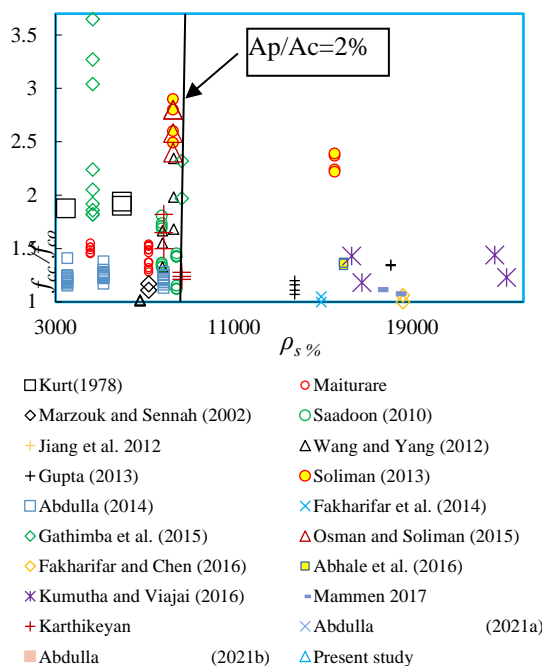 3.5
Ap/Ac=2%
3
2.5
2
1.5
1
fcc/fco
3000 11000 19000
ρs %
Kurt(1978) Maiturare
Marzouk and Sennah (2002) Saadoon (2010)
Jiang et al. 2012 Wang and Yang (2012)
Gupta (2013) Soliman (2013)
Abdulla (2014) Fakharifar et al. (2014)
Gathimba et al. (2015) Osman and Soliman (2015)
Fakharifar and Chen (2016) Abhale et al. (2016)
Kumutha and Viajai (2016) Mammen 2017
Karthikeyan Abdulla (2021a)
Abdulla (2021b) Present study